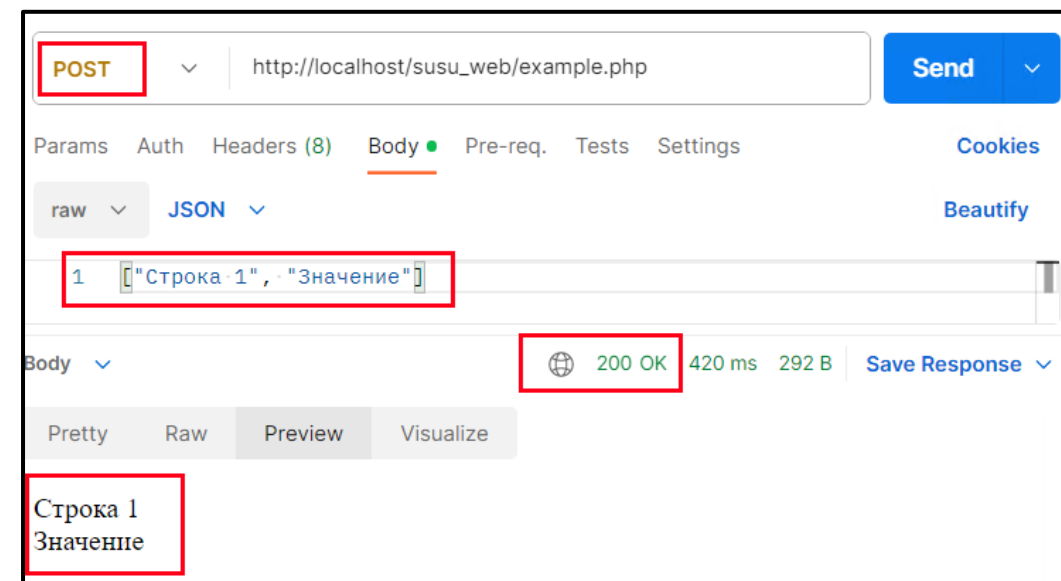 POST http://localhost/susu_web/example.php Send
Params Auth Headers (8) Body Pre-req. Tests Settings Cookies
raw JSON Beautify
1 ["Строка 1", "Значение"]
Body 200 OK 420 ms 292 B Save Response
Pretty Raw Preview Visualize
Строка 1
Значение